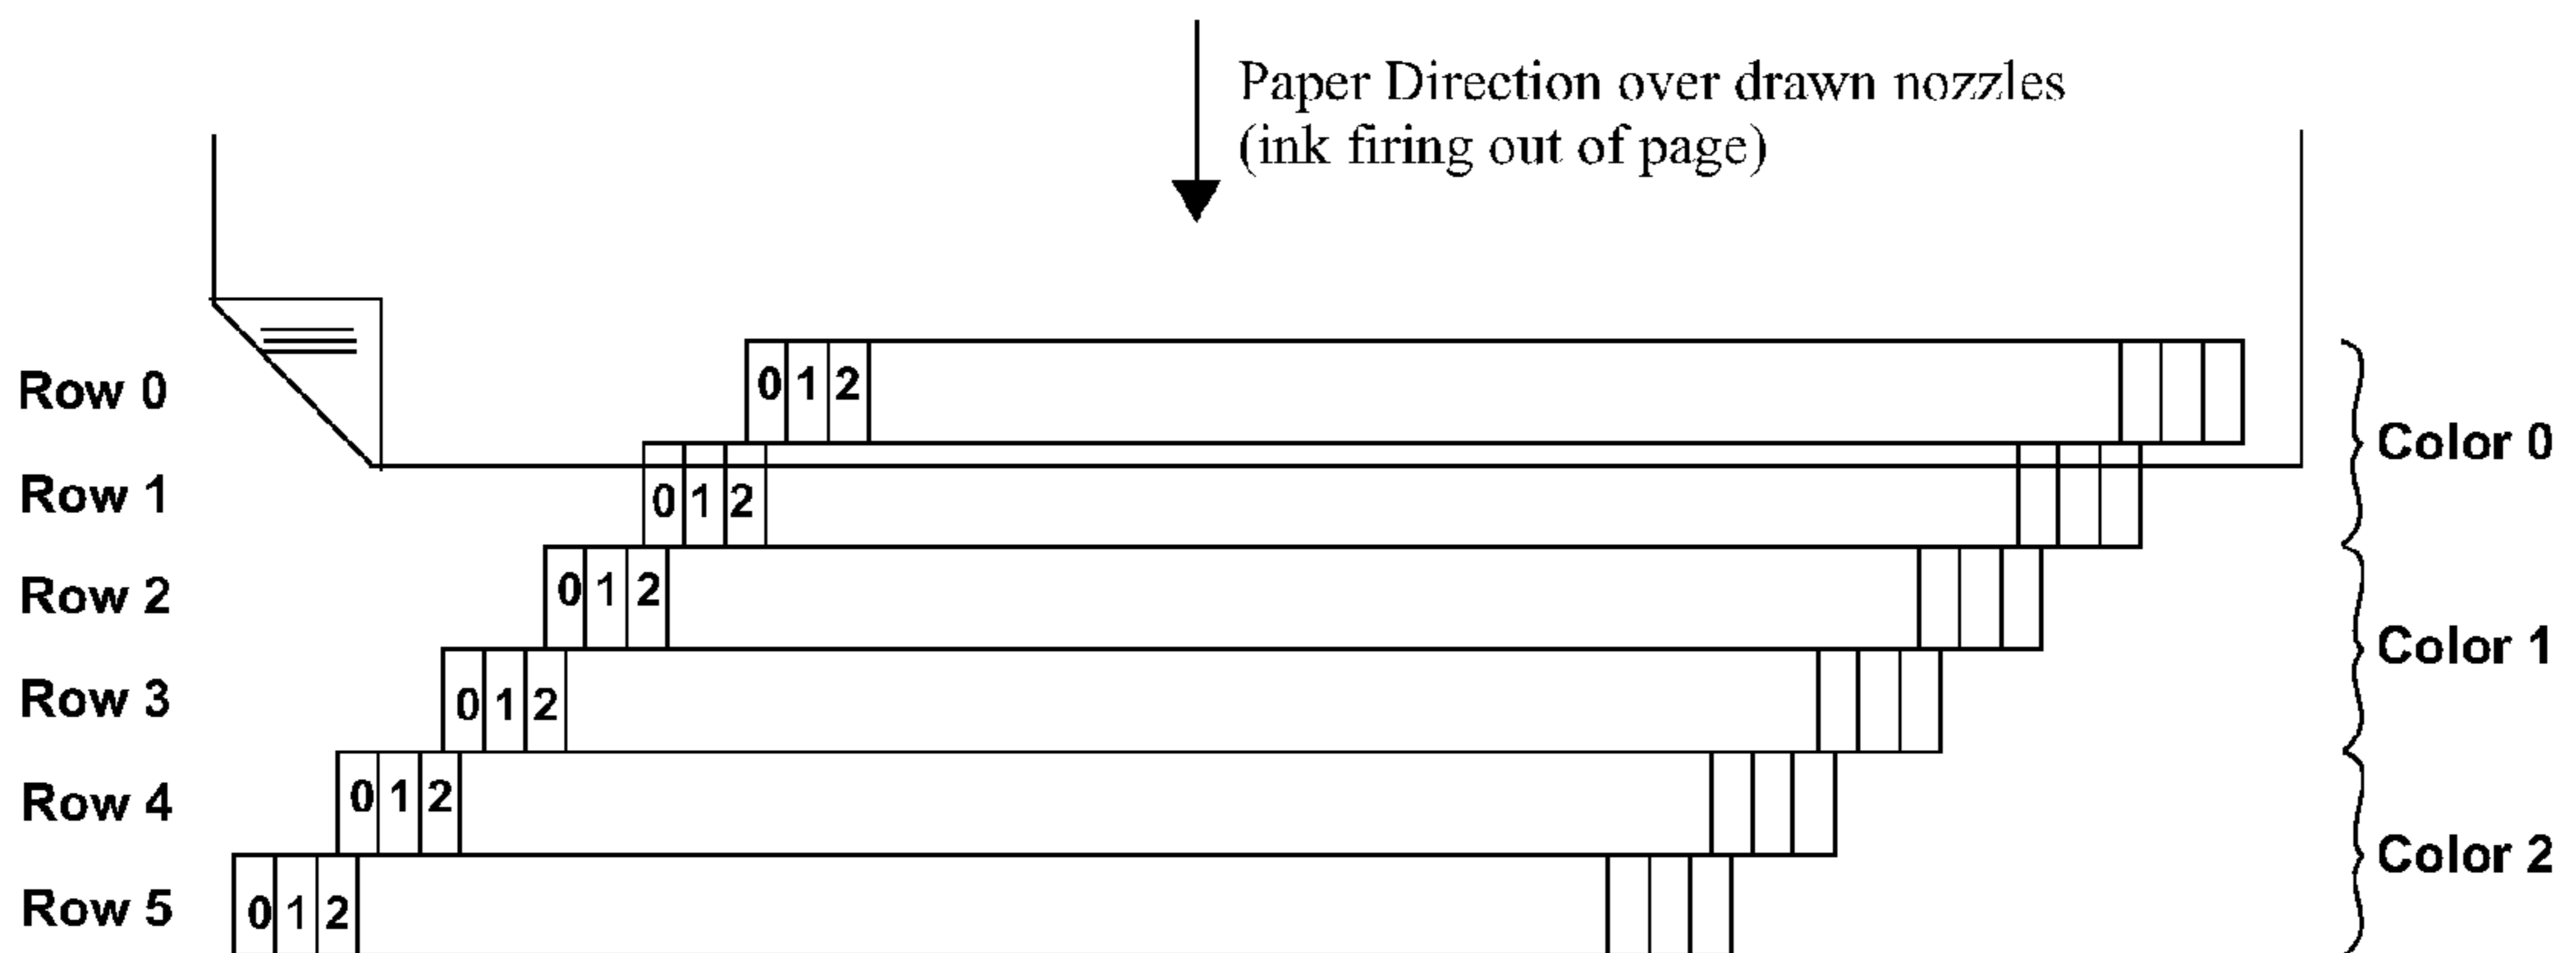 Paper Direction over drawn nozzles
(ink firing out of page)
Row 0
0 1 2
Color 0
Row 1
0 1 2
Row 2
0 1 2
Color 1
Row 3
0 1 2
Row 4
0 1 2
Color 2
Row 5
0 1 2